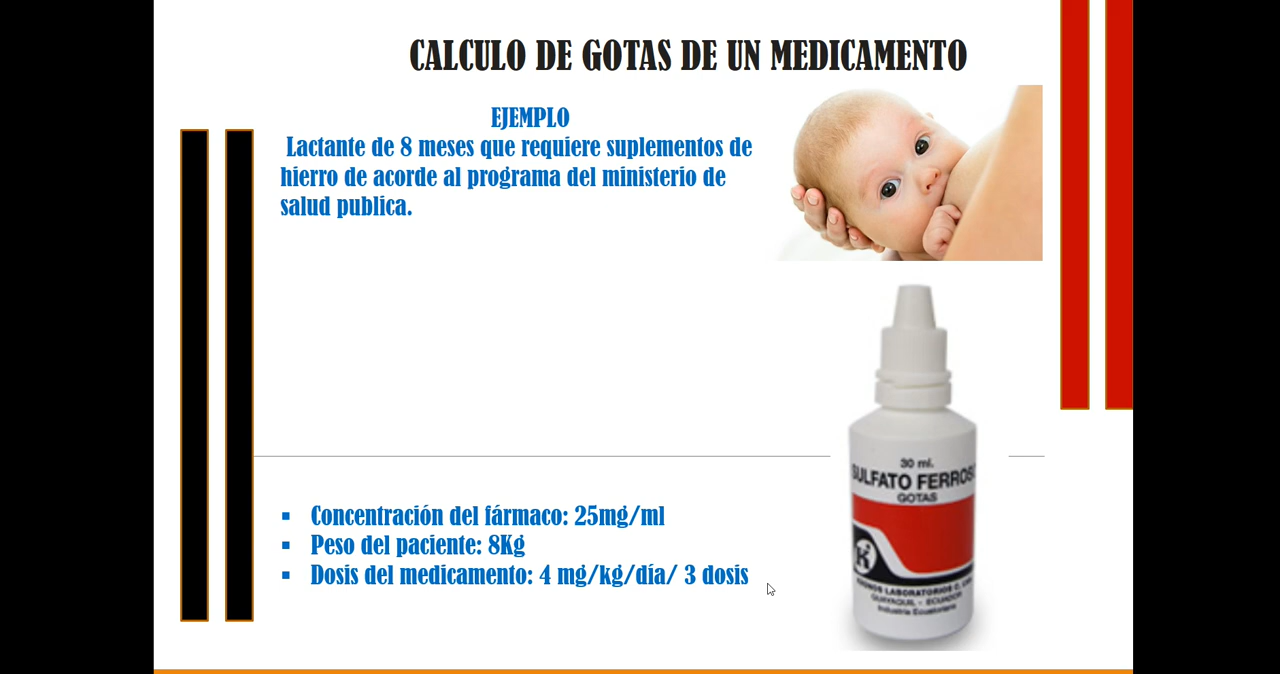 CALCULO DE GOTAS DE UN MEDICAMENTO
EJEMPLO
Lactante de 8 meses que requiere suplementos de
hierro de acorde al programa del ministerio de
salud publica.
▪ Concentración del fármaco: 25mg/ml
▪ Peso del paciente: 8Kg
▪ Dosis del medicamento: 4 mg/kg/día/ 3 dosis
30 ml.
SULFATO FERROS
GOTAS
K
LABORATORIOS C.
GUAYAQUIL - ECUADOR
Industria Ecuatoriana